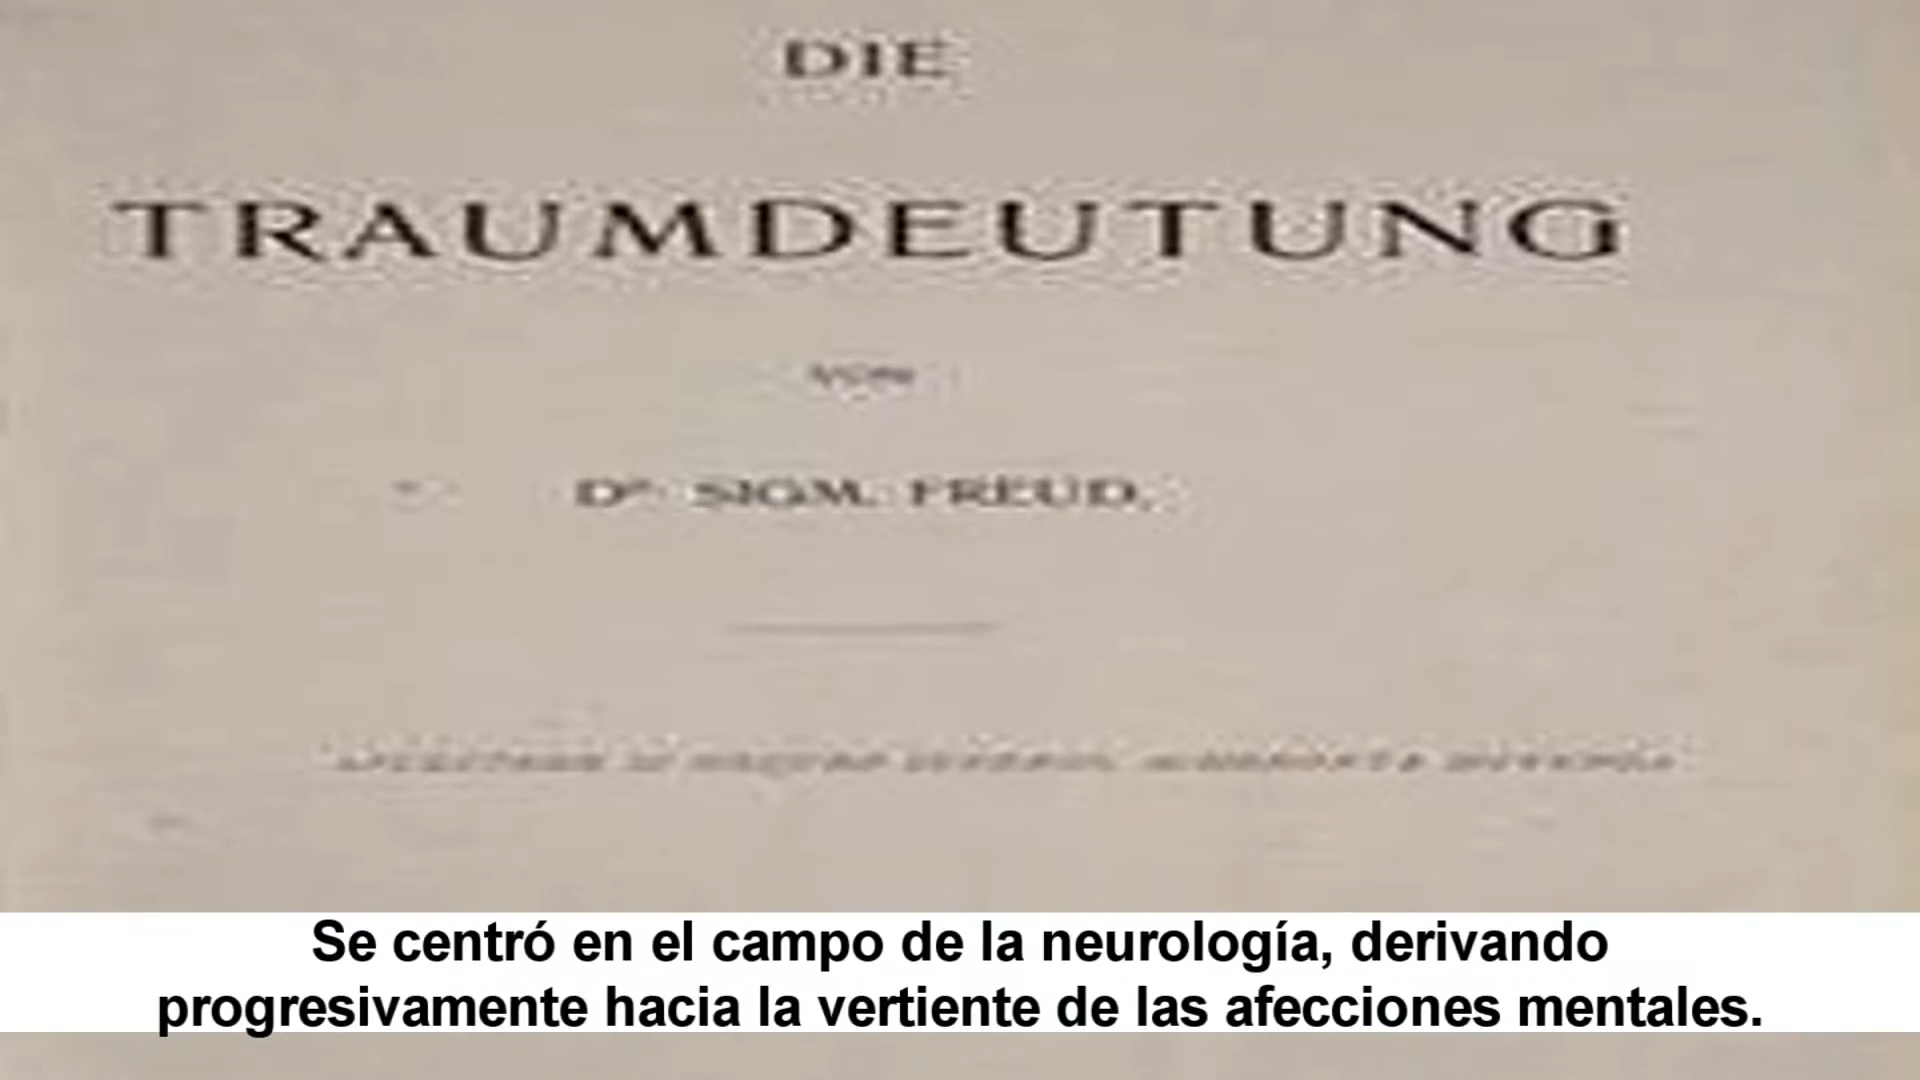 DIE
TRAUMDEUTUNG
VON
DR. SIGM. FREUD.
Se centró en el campo de la neurología, derivando
progresivamente hacia la vertiente de las afecciones mentales.